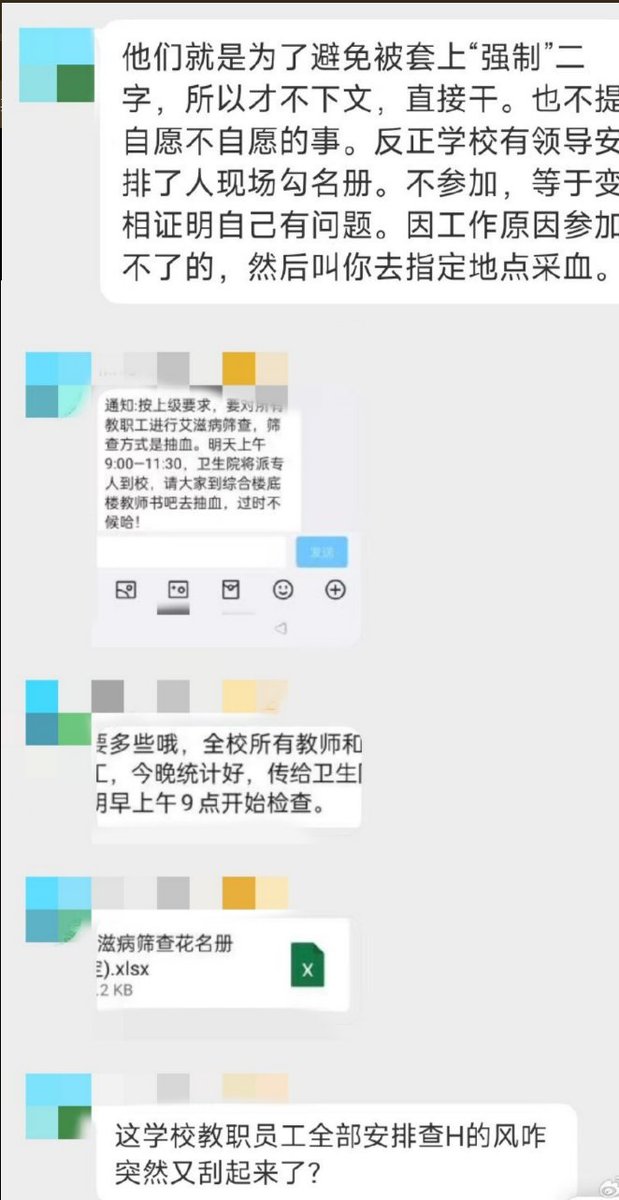 他们就是为了避免被套上“强制”二
字，所以才不下文，直接干。也不提
自愿不自愿的事。反正学校有领导安
排了人现场勾名册。不参加，等于变
相证明自己有问题。因工作原因参加
不了的，然后叫你去指定地点采血。
通知:按上级要求，要对所有
教职工进行艾滋病筛查，筛
查方式是抽血。明天上午
9:00—11:30，卫生院将派专
人到校，请大家到综合楼底
楼教师书吧去抽血，过时不
候哈！
发送
要多些哦，全校所有教师和
工，今晚统计好，传给卫生
明早上午9点开始检查。
滋病筛查花名册
).xlsx
.2 KB
X
这学校教职员工全部安排查H的风咋
突然又刮起来了？